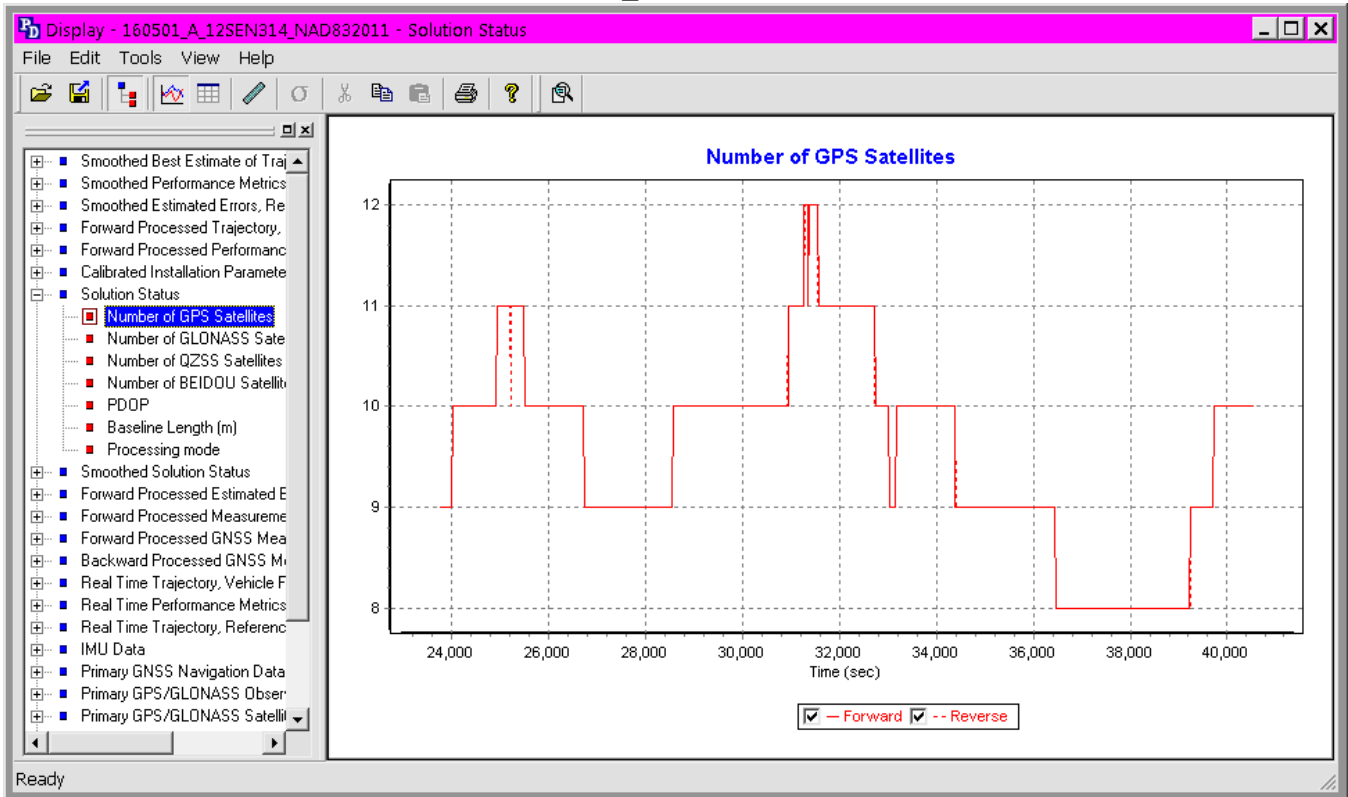 Display - 160501_A_12SEN314_NAD832011 - Solution Status
File Edit Tools View Help
Smoothed Best Estimate of Traj
Smoothed Performance Metrics
Smoothed Estimated Errors, Re
Forward Processed Trajectory,
Forward Processed Performanc
Calibrated Installation Paramete
Solution Status
Number of GPS Satellites
Number of GLONASS Sate
Number of QZSS Satellites
Number of BEIDOU Satellit
PDOP
Baseline Length (m)
Processing mode
Smoothed Solution Status
Forward Processed Estimated E
Forward Processed Measureme
Forward Processed GNSS Mea
Backward Processed GNSS M
Real Time Trajectory, Vehicle F
Real Time Performance Metrics
Real Time Trajectory, Referenc
IMU Data
Primary GNSS Navigation Data
Primary GPS/GLONASS Obser
Primary GPS/GLONASS Satelli
Number of GPS Satellites
12
11
10
9
8
24,000 26,000 28,000 30,000 32,000 34,000 36,000 38,000 40,000
Time (sec)
Forward Reverse
Ready